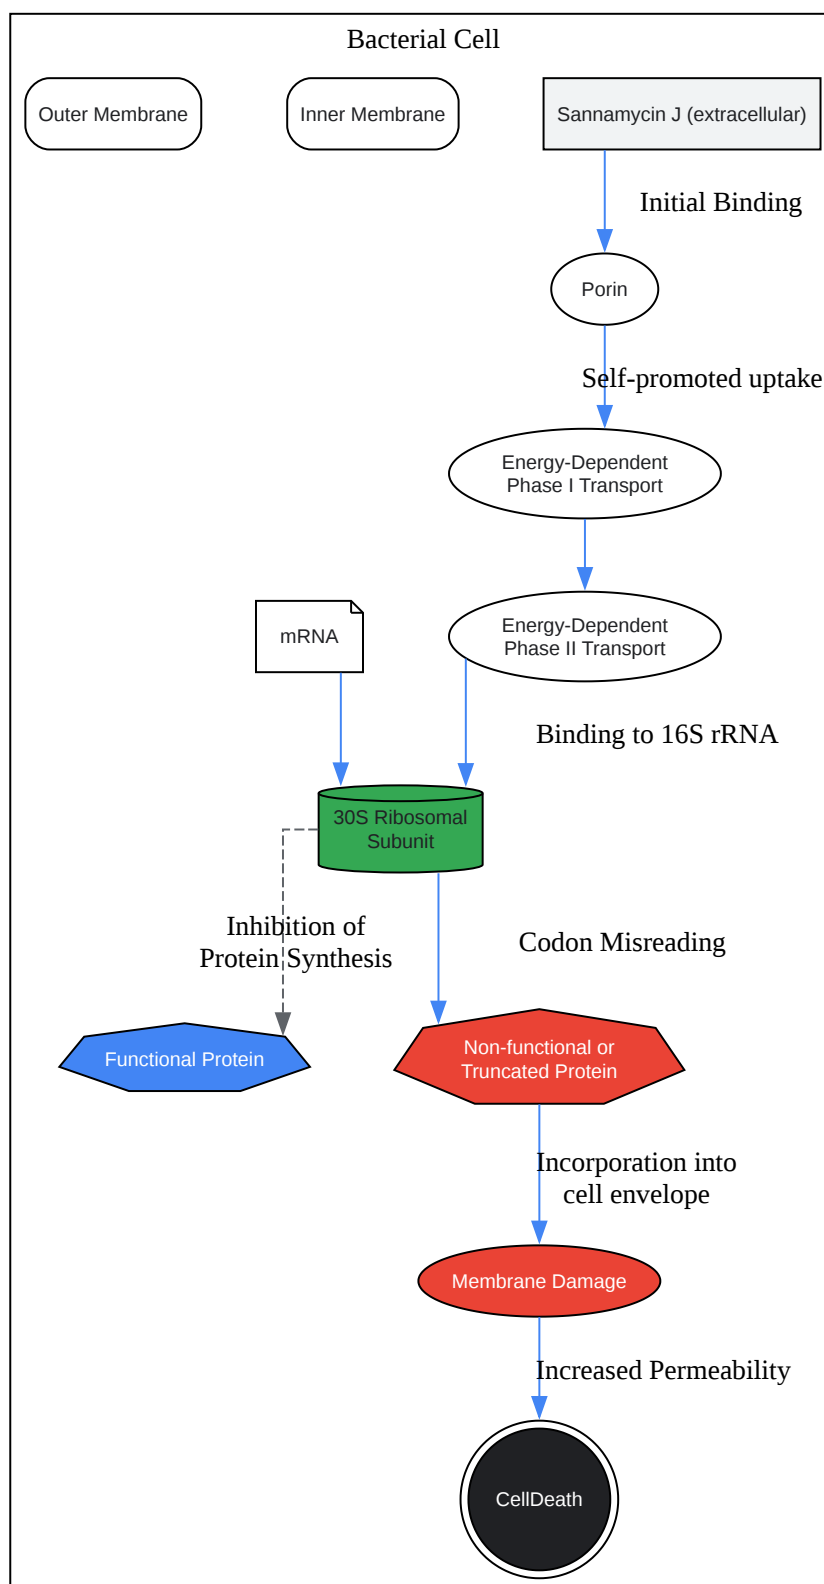 Bacterial Cell
Outer Membrane
Inner Membrane
Sannamycin J (extracellular)
Initial Binding
Porin
Self-promoted uptake
Energy-Dependent
Phase I Transport
mRNA
Energy-Dependent
Phase II Transport
Binding to 16S rRNA
30S Ribosomal
Subunit
Inhibition of
Protein Synthesis
Codon Misreading
Functional Protein
Non-functional or
Truncated Protein
Incorporation into
cell envelope
Membrane Damage
Increased Permeability
CellDeath